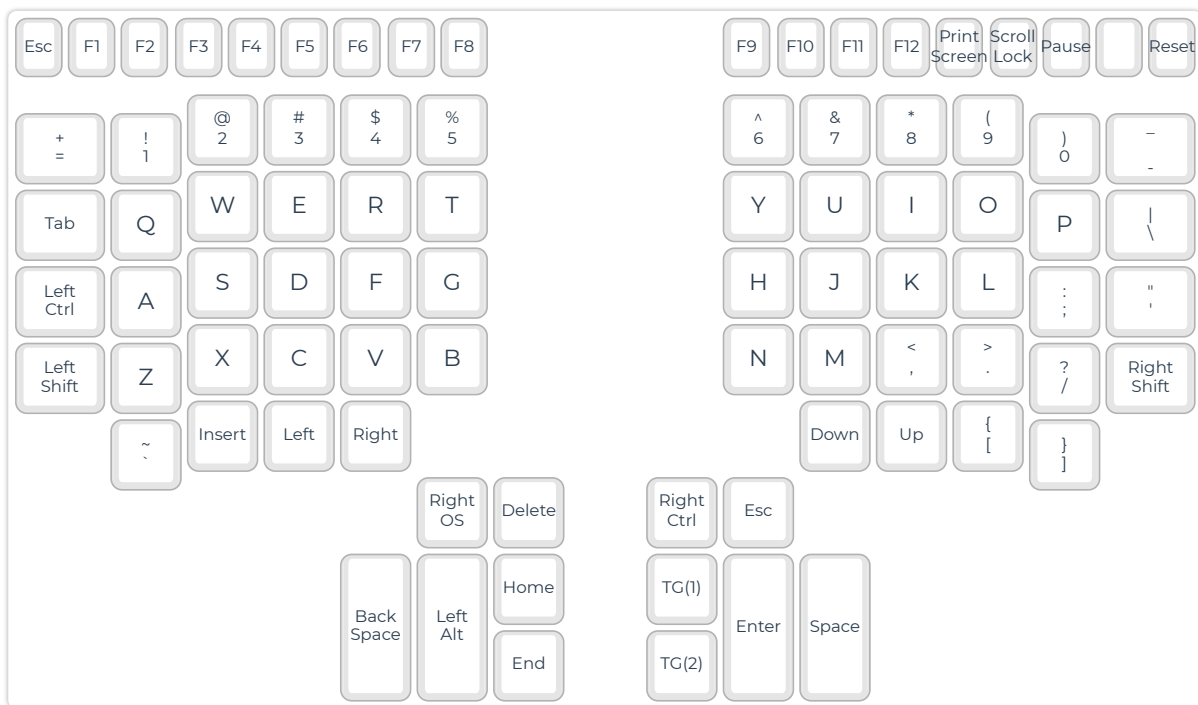 Esc F1 F2 F3 F4 F5 F6 F7 F8 F9 F10 F11 F12 Print Screen Scroll Lock Pause Reset
+ = ! 1 @ 2 # 3 $ 4 % 5 ^ 6 & 7 * 8 ( 9 ) 0 _ -
Tab Q W E R T Y U I O P | \
Left Ctrl A S D F G H J K L : ; " '
Left Shift Z X C V B N M < , > . ? / Right Shift
~ ` Insert Left Right Down Up { [ } ]
Right OS Delete Right Ctrl Esc
Back Space Left Alt Home TG(1) Enter Space
End TG(2)